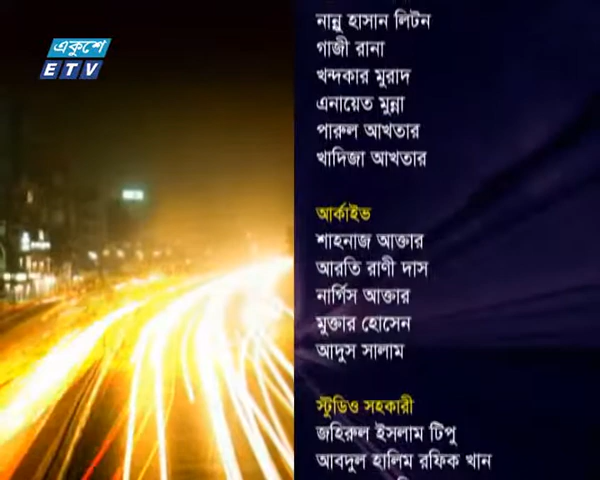 একুশে
ETV
নান্নু হাসান লিটন
গাজী রানা
খন্দকার মুরাদ
এনায়েত মুন্না
পারুল আখতার
খাদিজা আখতার
আর্কাইভ
শাহনাজ আক্তার
আরতি রাণী দাস
নার্গিস আক্তার
মুক্তার হোসেন
আদুস সালাম
স্টুডিও সহকারী
জহিরুল ইসলাম টিপু
আবদুল হালিম রফিক খান